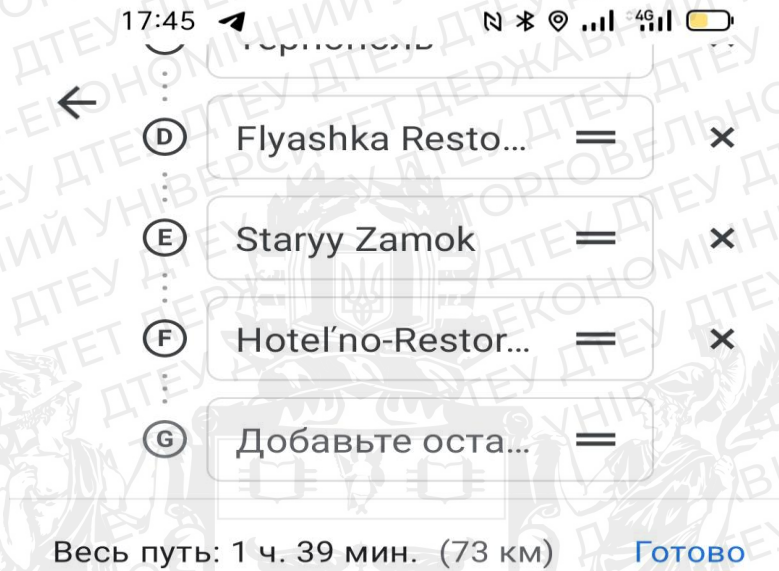 17:45 4G
Тернополь
D Flyashka Resto...
E Staryy Zamok
F Hotelʹno-Restor...
G Добавьте оста...
Весь путь: 1 ч. 39 мин. (73 км) Готово